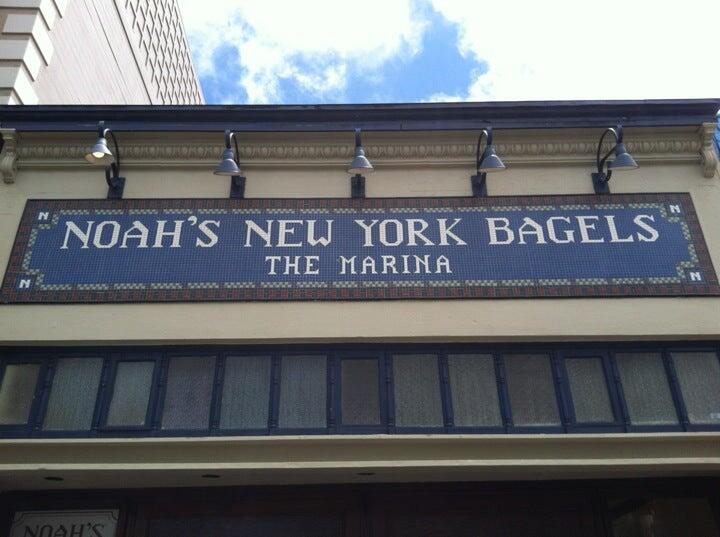 N N
NOAH'S NEW YORK BAGELS
THE MARINA
N N
NOAH'S